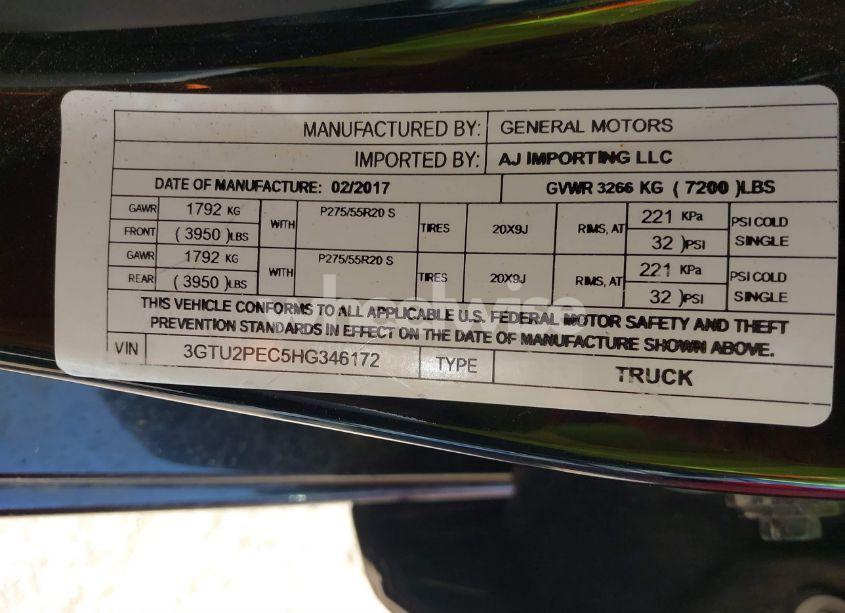 MANUFACTURED BY: GENERAL MOTORS
IMPORTED BY: AJ IMPORTING LLC
DATE OF MANUFACTURE: 02/2017 GVWR 3266 KG ( 7200 )LBS
GAWR 1792 KG WITH P275/55R20 S TIRES 20X9J RIMS, AT 221 KPa PSI COLD
FRONT ( 3950 )LBS 32 )PSI SINGLE
GAWR 1792 KG WITH P275/55R20 S TIRES 20X9J RIMS, AT 221 KPa PSI COLD
REAR ( 3950 )LBS 32 )PSI SINGLE
THIS VEHICLE CONFORMS TO ALL APPLICABLE U.S. FEDERAL MOTOR SAFETY AND THEFT
PREVENTION STANDARDS IN EFFECT ON THE DATE OF MANUFACTURE SHOWN ABOVE.
VIN 3GTU2PEC5HG346172 TYPE TRUCK